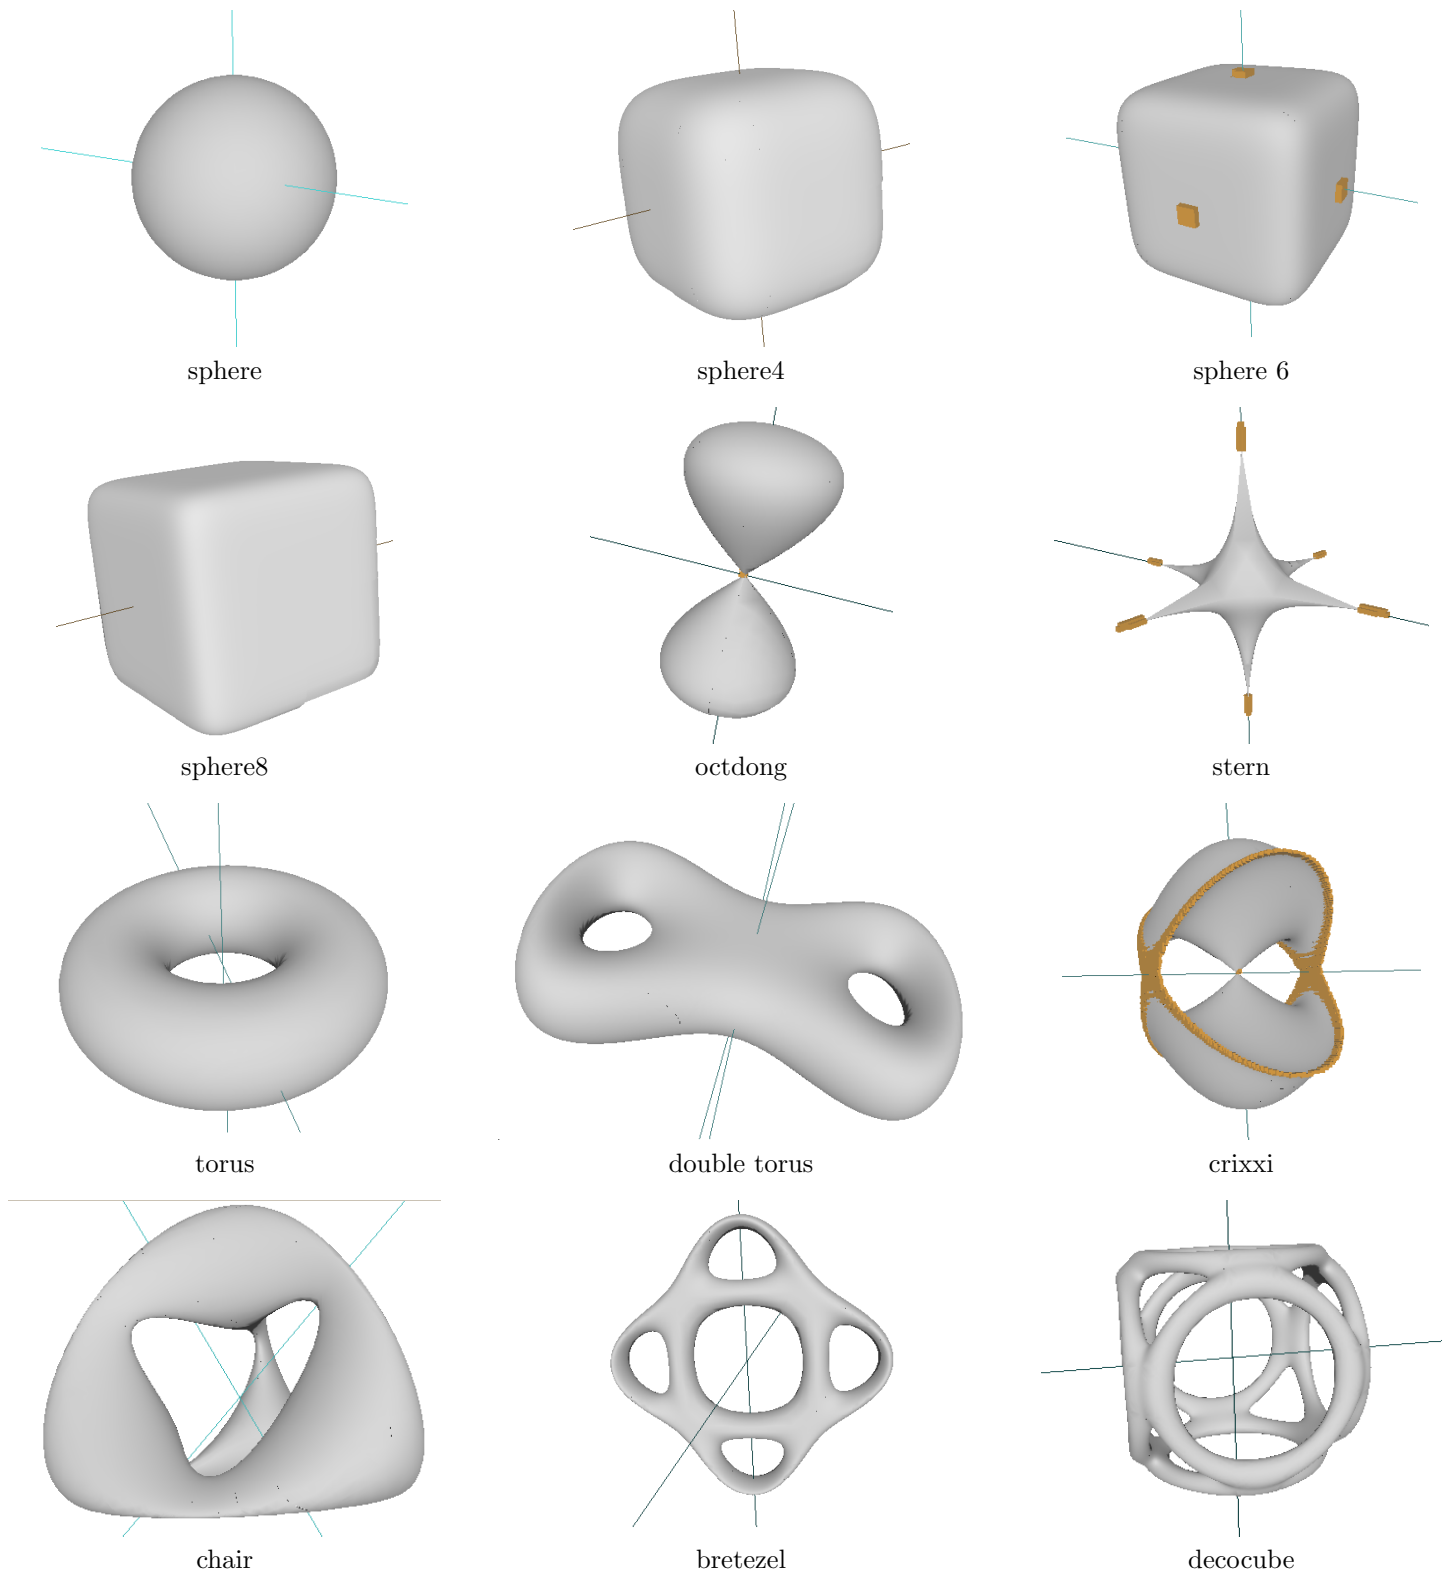 sphere
sphere4
sphere 6
sphere8
octdong
stern
torus
double torus
crixxi
chair
bretezel
decocube